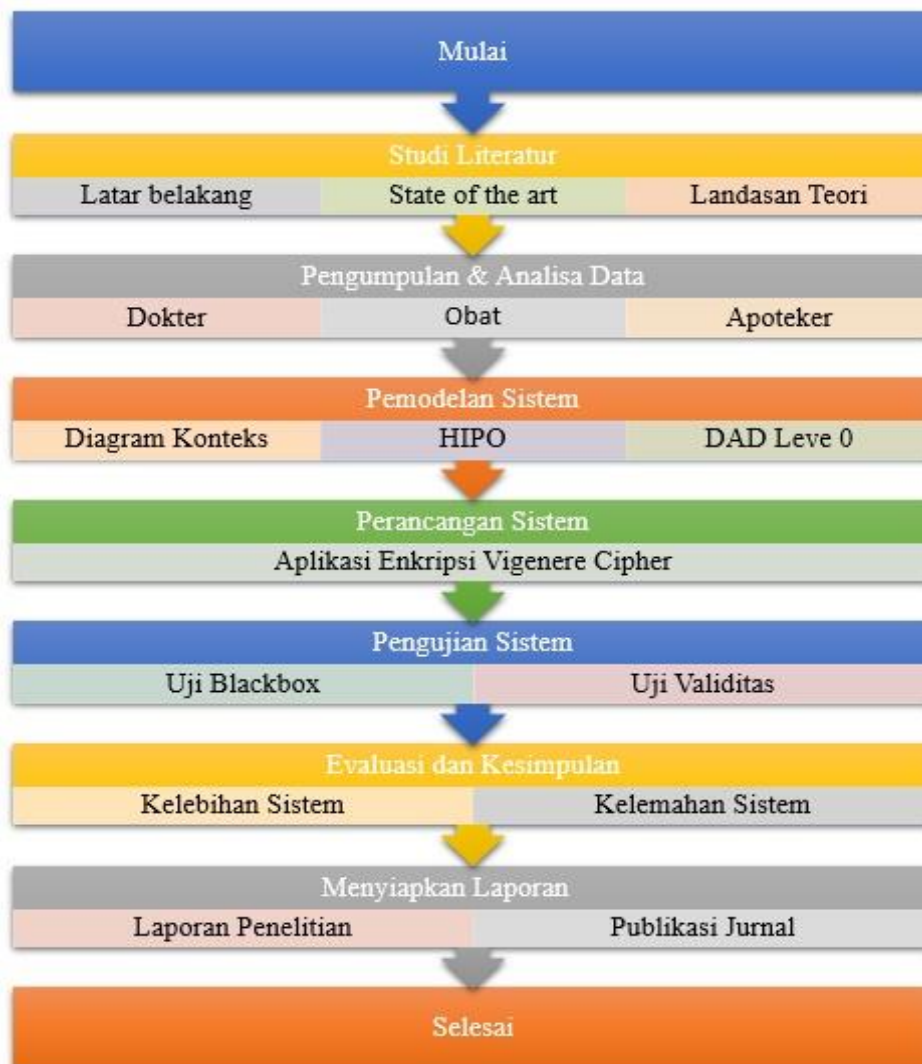 Mulai
Studi Literatur
Latar belakang State of the art Landasan Teori
Pengumpulan & Analisa Data
Dokter Obat Apoteker
Pemodelan Sistem
Diagram Konteks HIPO DAD Leve 0
Perancangan Sistem
Aplikasi Enkripsi Vigenere Cipher
Pengujian Sistem
Uji Blackbox Uji Validitas
Evaluasi dan Kesimpulan
Kelebihan Sistem Kelemahan Sistem
Menyiapkan Laporan
Laporan Penelitian Publikasi Jurnal
Selesai